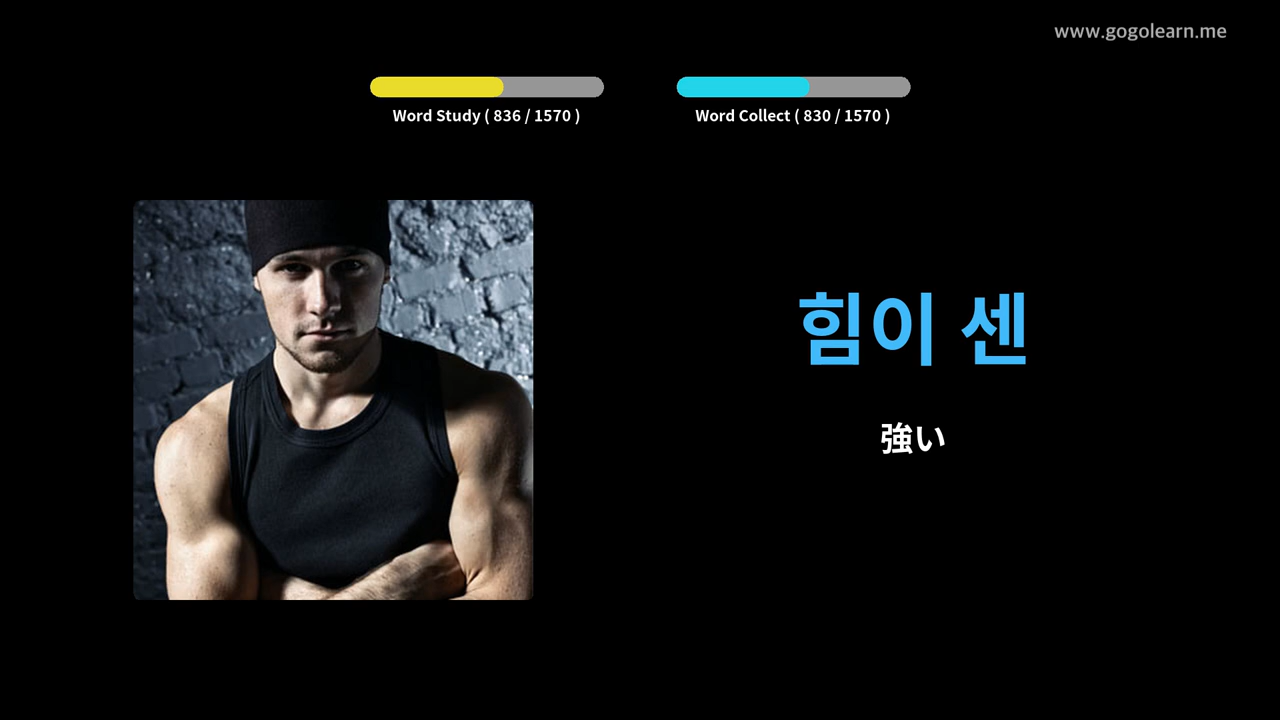 www.gogolearn.me
Word Study ( 836 / 1570 )
Word Collect ( 830 / 1570 )
힘이 센
強い